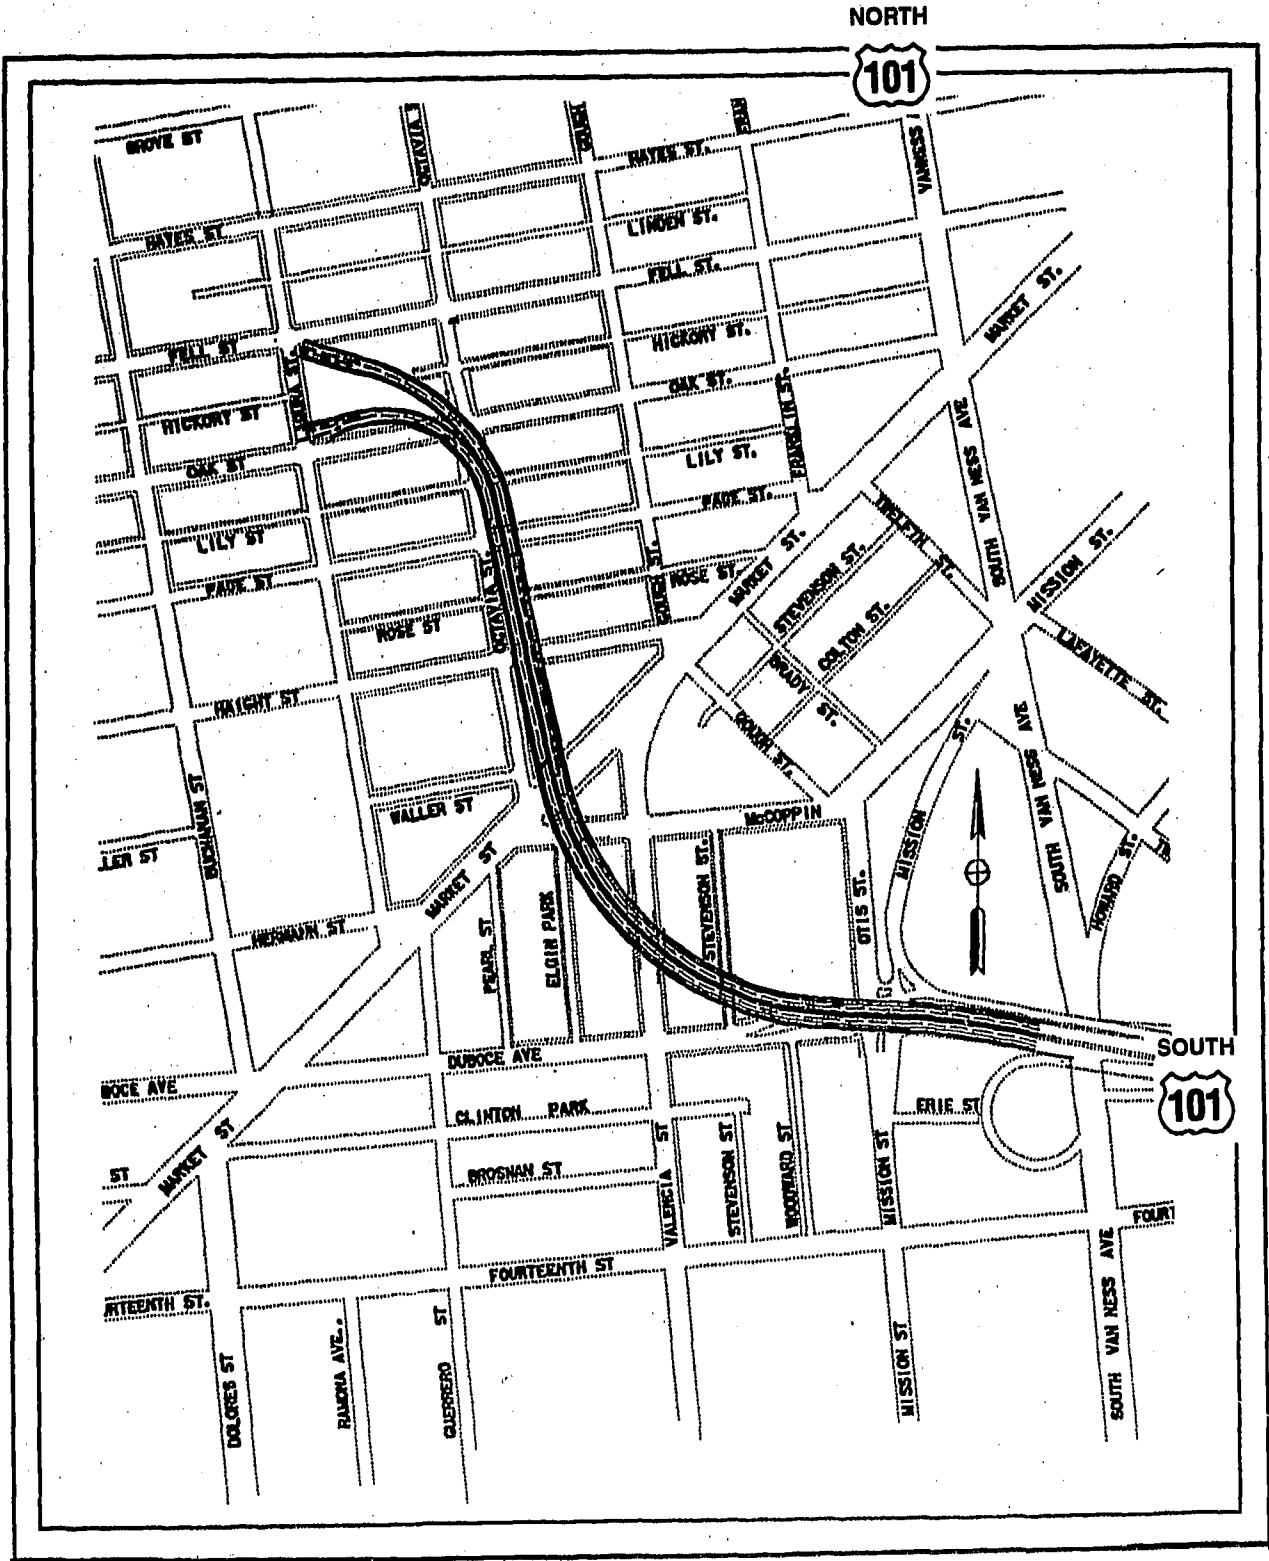 NORTH
101
GROVE ST
OCTAVIA
GOUGH
VANNESS
HAYES ST.
HAYES ST
LINDEN ST.
FELL ST.
MARKET ST.
HICKORY ST.
FELL ST
LAGUNA ST.
OAK ST.
FRANKLIN ST.
HICKORY ST
SOUTH VAN NESS AVE
OAK ST
LILY ST.
PAGE ST.
TWELFTH ST.
LILY ST
MARKET ST.
STEVENSON ST.
MISSION ST.
PAGE ST
OCTAVIA ST.
GOUGH ST.
ROSE ST.
COLTON ST.
ROSE ST
BRADY ST.
LAFAYETTE ST.
HAIGHT ST
GOUGH ST.
ST.
SOUTH VAN NESS AVE
WALLER ST
McCOPPIN
MISSION
BUCHANAN ST
LER ST
MARKET ST
STEVENSON ST.
OTIS ST.
HOWARD ST.
HERMANN ST
PEARL ST
ELGIN PARK
SOUTH
101
DUBOCE AVE
BOCE AVE
CLINTON PARK
ERIE ST
MARKET ST
ST
BROSNAN ST
VALENCIA ST
STEVENSON ST
WOODWARD ST
MISSION ST
FOURT
FOURTEENTH ST
RTEENTH ST.
DOLORES ST
RAMONA AVE..
GUERRERO ST
MISSION ST
SOUTH VAN NESS AVE